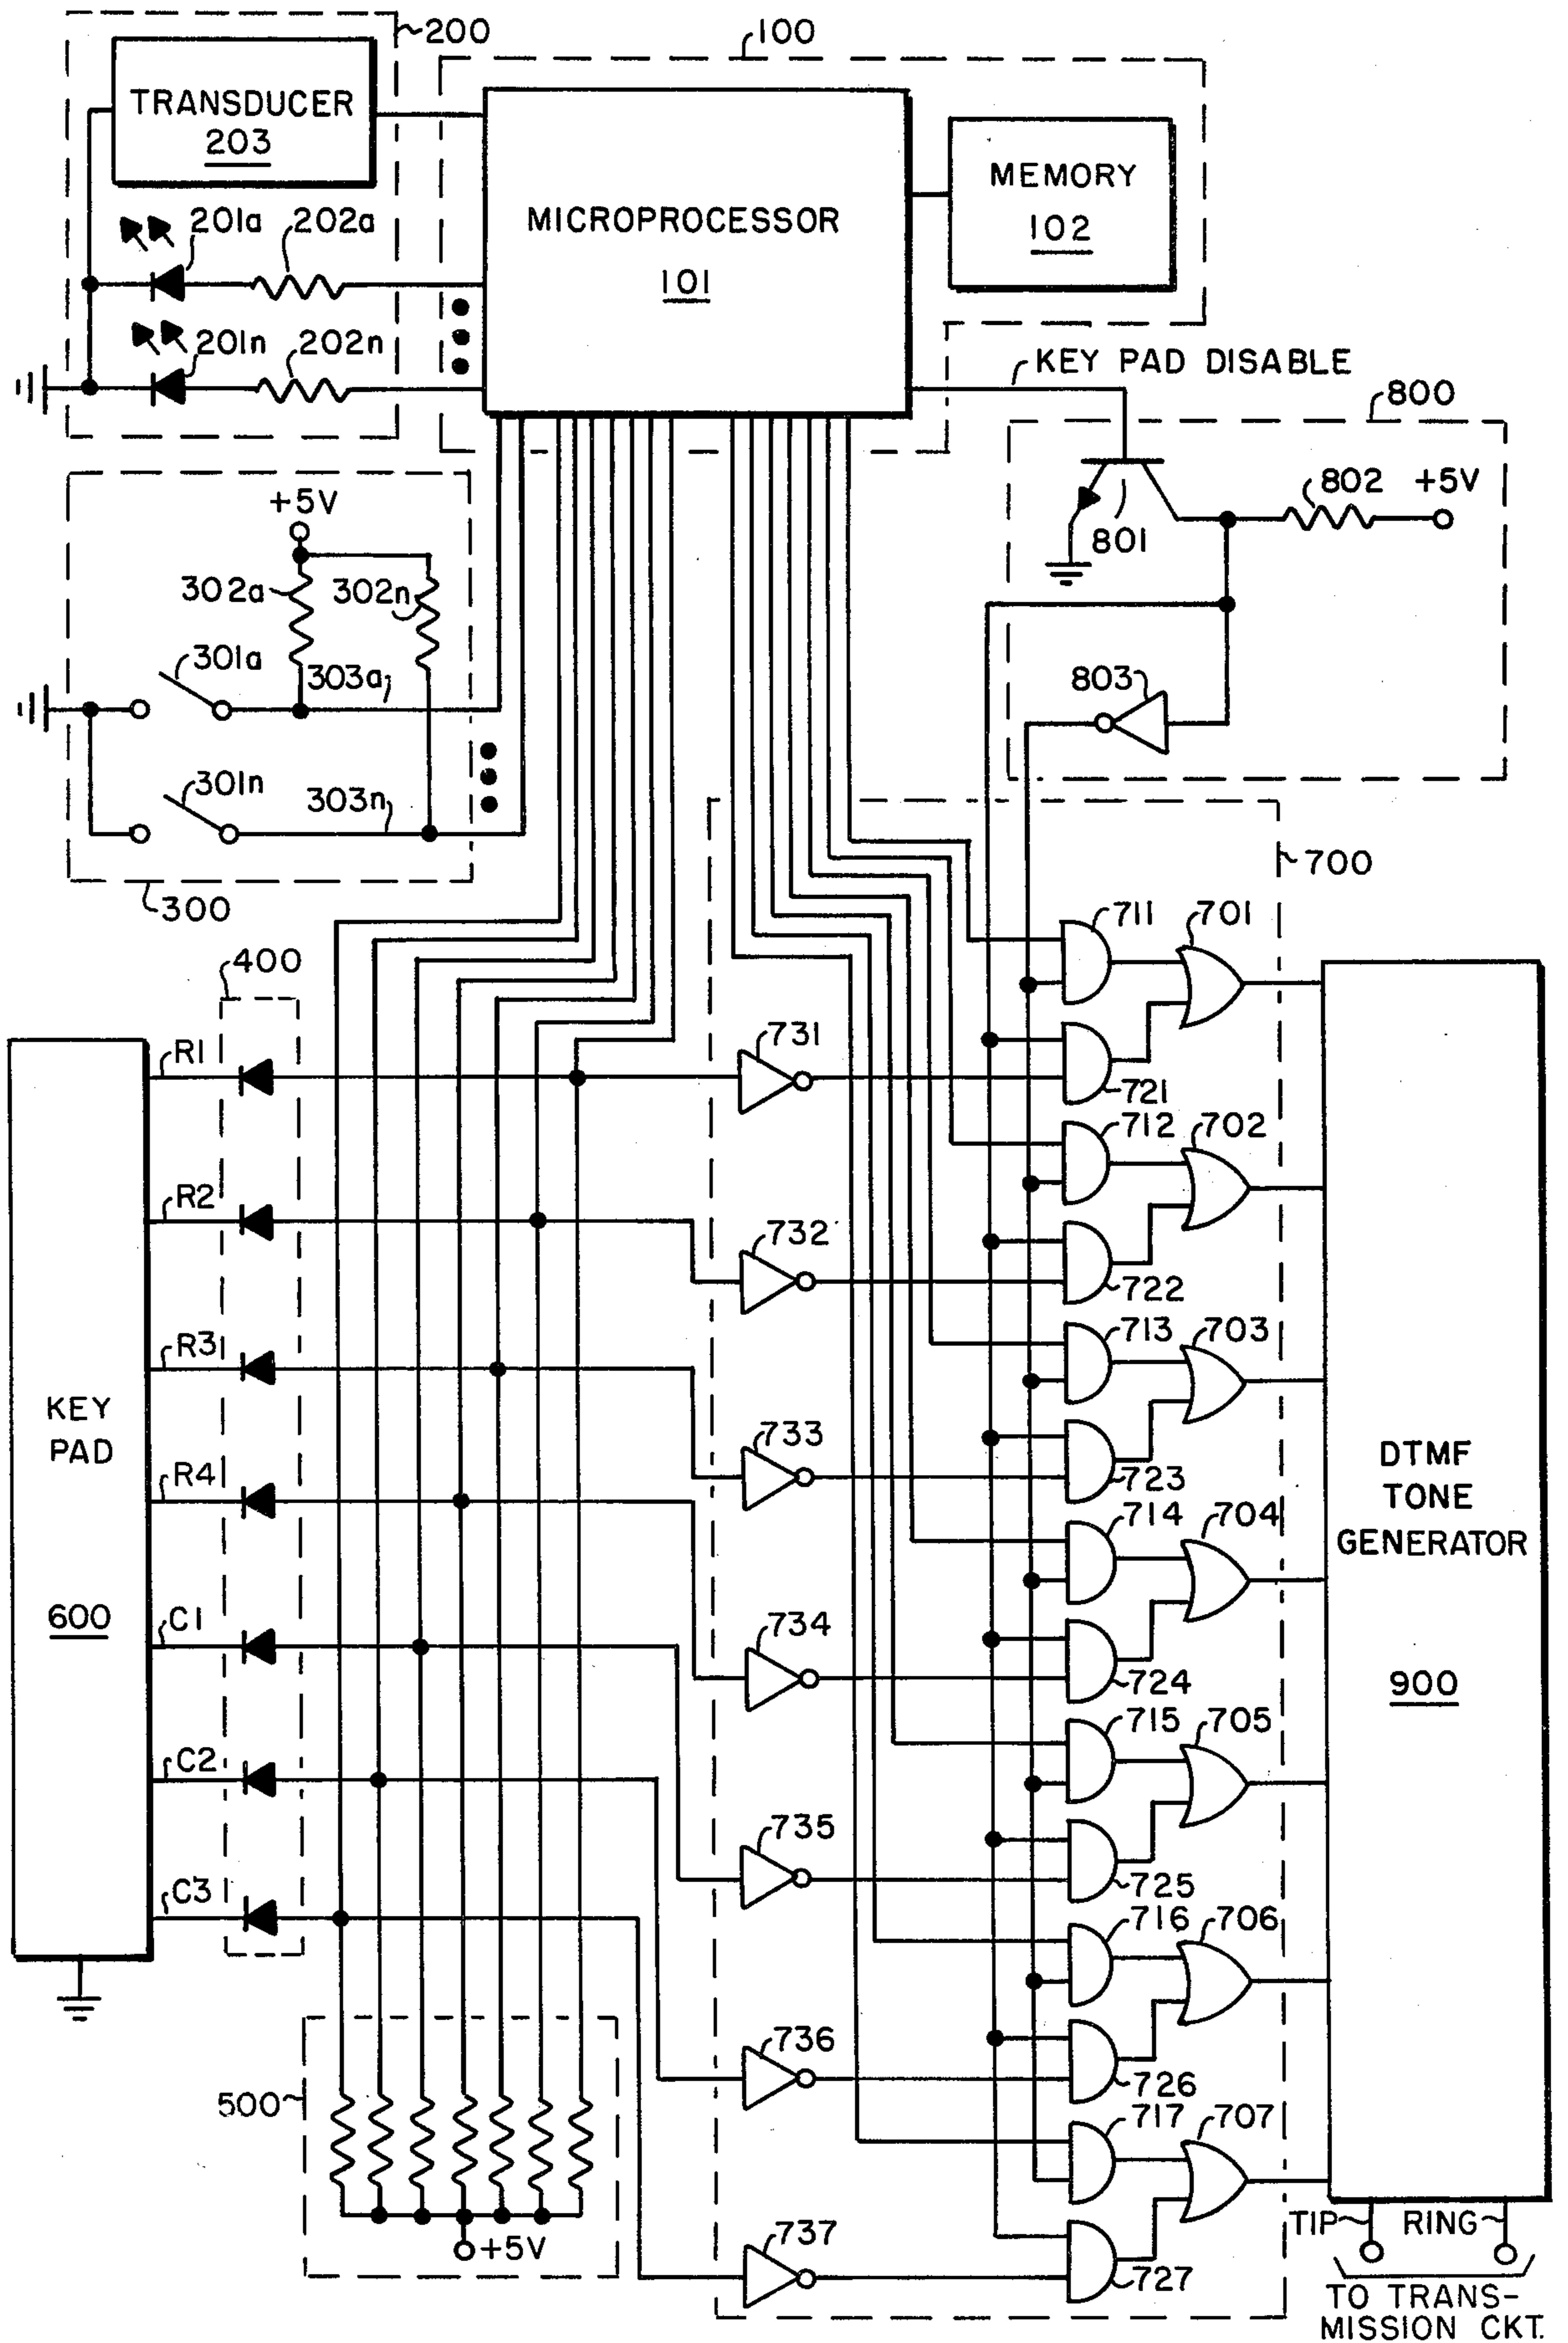 200
100
TRANSDUCER
203
MICROPROCESSOR
101
MEMORY
102
201a
202a
201n
202n
KEY PAD DISABLE
800
802
+5V
801
803
+5V
302a
302n
301a
303a
301n
303n
300
700
400
711
701
721
R1
731
712
702
722
R2
732
713
703
723
R3
733
714
704
724
R4
734
715
705
725
C1
735
716
706
726
C2
736
717
707
727
C3
737
KEY
PAD
600
DTMF
TONE
GENERATOR
900
500
+5V
TIP
RING
TO TRANS-
MISSION CKT.